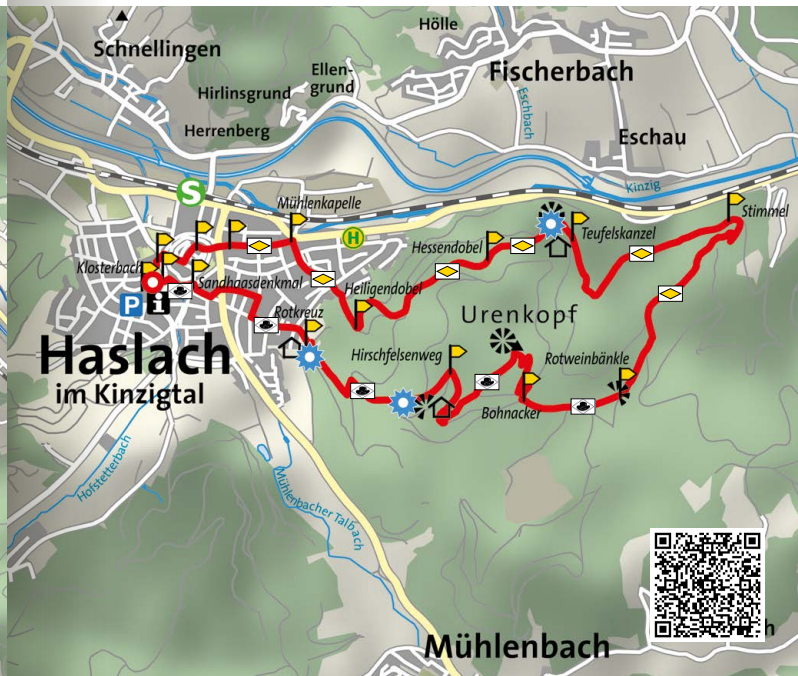 Hölle
Schnellingen
Ellen-
grund
Fischerbach
Hirlinsgrund
Eschbach
Herrenberg
Eschau
Kinzig
S
Mühlenkapelle
Stimmel
H
Teufelskanzel
Hessendobel
Klosterbach
Sandhaasdenkmal
Heiligendobel
P
i
Rotkreuz
Urenkopf
Haslach
im Kinzigtal
Hirschfelsenweg
Rotweinbänkle
Bohnacker
Hofstetterbach
Mühlenbacher Talbach
h
Mühlenbach